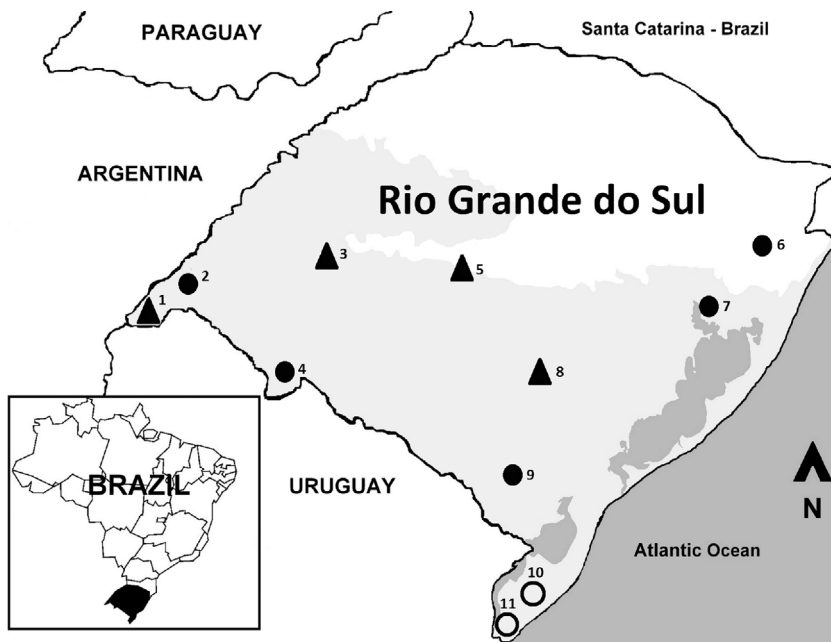 PARAGUAY
Santa Catarina - Brazil
ARGENTINA
Rio Grande do Sul
6
3
5
2
1
7
4
8
BRAZIL
URUGUAY
9
N
Atlantic Ocean
10
11